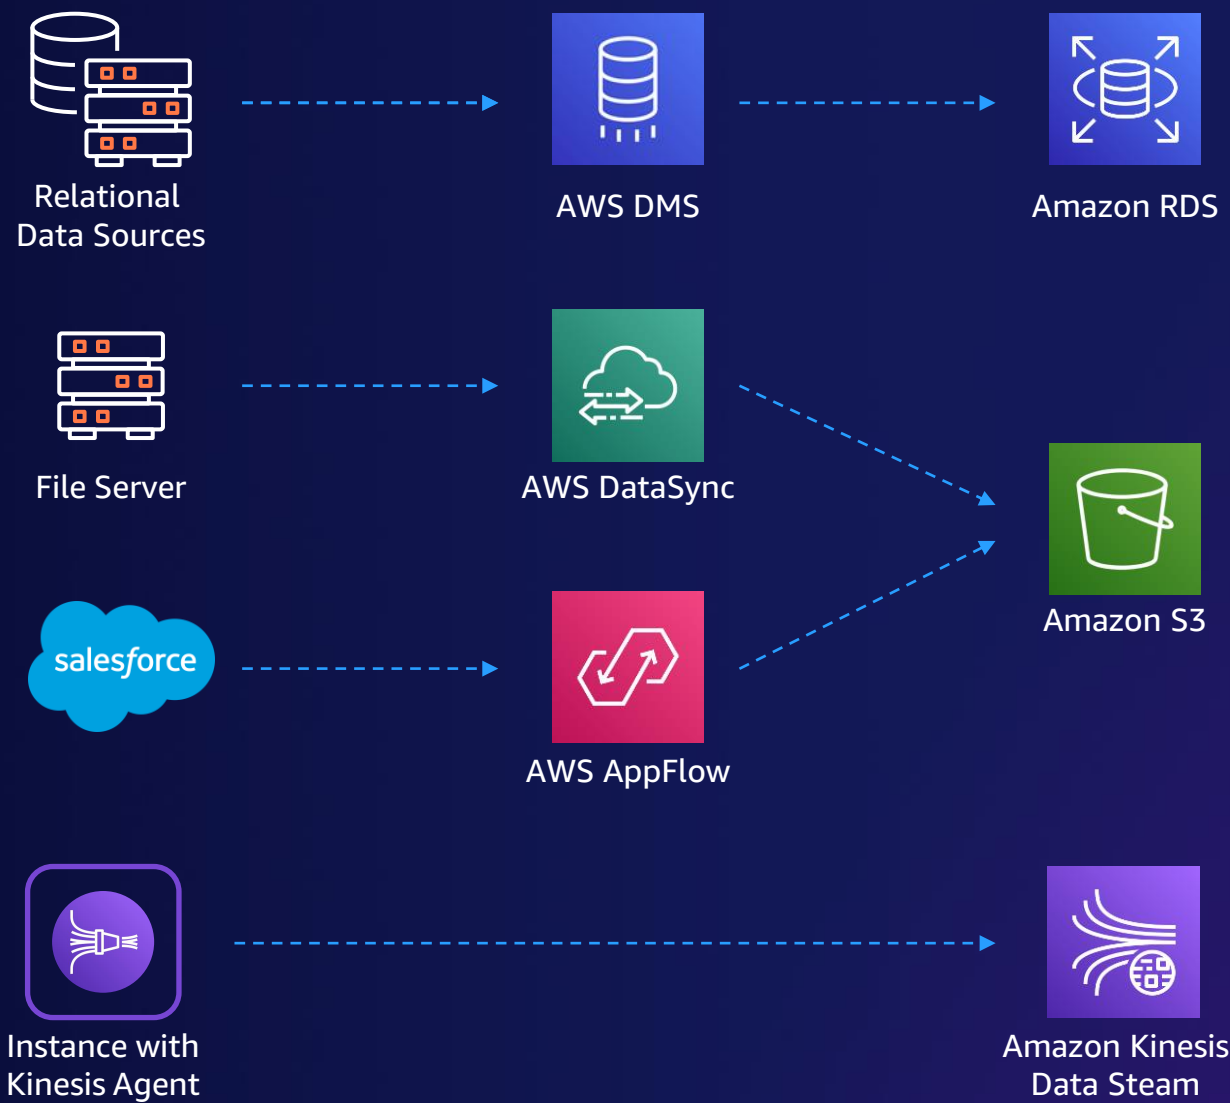 Relational
Data Sources
AWS DMS
Amazon RDS
File Server
AWS DataSync
Amazon S3
salesforce
AWS AppFlow
Instance with
Kinesis Agent
Amazon Kinesis
Data Steam